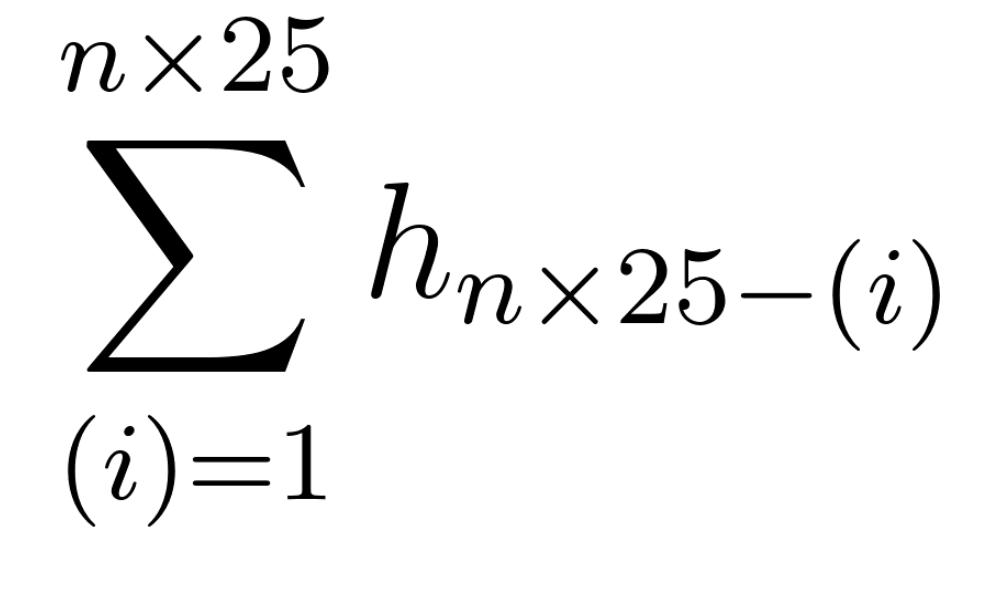 n×25
∑ h_{n×25−(i)}
(i)=1